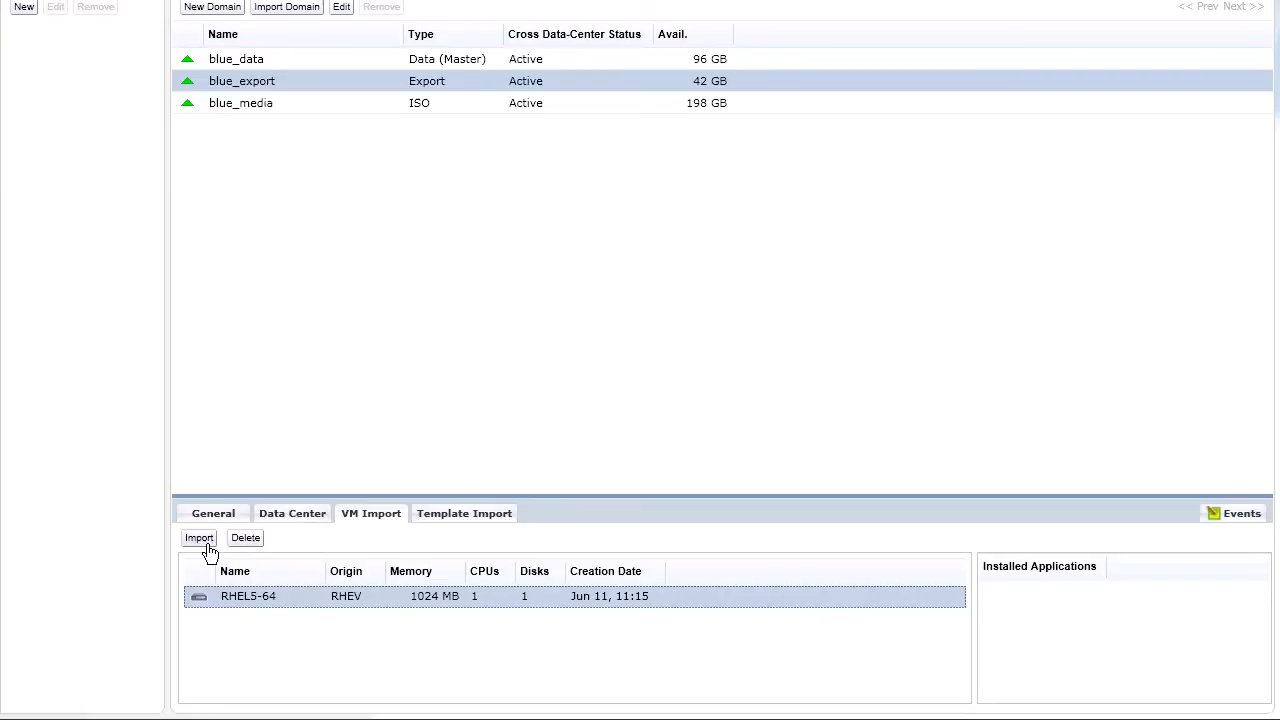 New Edit Remove
New Domain Import Domain Edit Remove << Prev Next >>
Name Type Cross Data-Center Status Avail.
blue_data Data (Master) Active 96 GB
blue_export Export Active 42 GB
blue_media ISO Active 198 GB
General Data Center VM Import Template Import Events
Import Delete
Name Origin Memory CPUs Disks Creation Date
RHEL5-64 RHEV 1024 MB 1 1 Jun 11, 11:15
Installed Applications